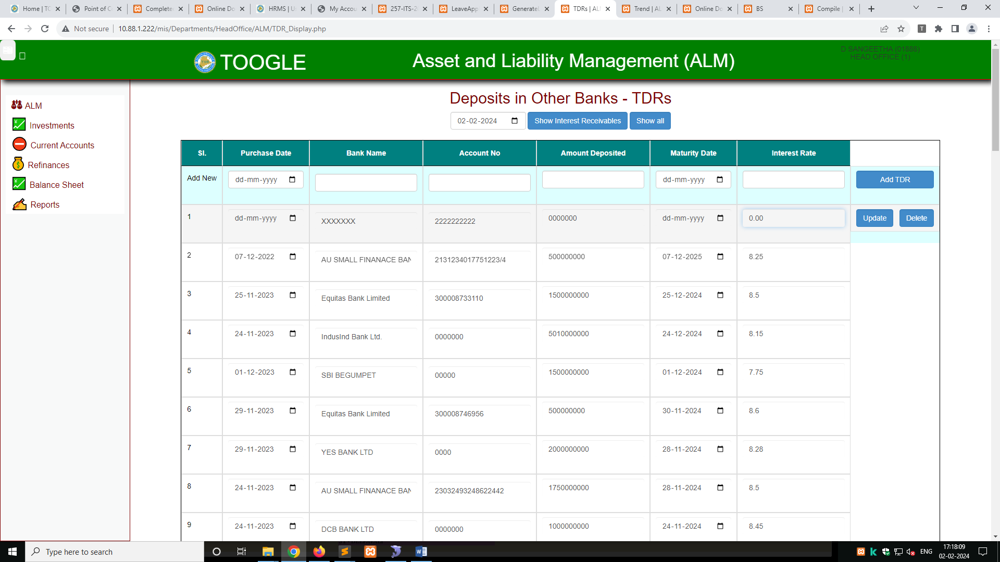 Home | TC
Point of C
Complete
Online Do
HRMS | U
My Accou
257-ITS-2
LeaveApp
GenerateL
TDRs | AL
Trend | AL
Online Do
BS
Compile |
Not secure
10.88.1.222/mis/Departments/HeadOffice/ALM/TDR_Display.php
TOOGLE
Asset and Liability Management (ALM)
D SANGEETHA (01888)
HEAD OFFICE (1)
ALM
Investments
Current Accounts
Refinances
Balance Sheet
Reports
Deposits in Other Banks - TDRs
02-02-2024 Show Interest Receivables Show all
Sl. Purchase Date Bank Name Account No Amount Deposited Maturity Date Interest Rate
Add New dd-mm-yyyy dd-mm-yyyy Add TDR
1 dd-mm-yyyy XXXXXXX 2222222222 0000000 dd-mm-yyyy 0.00 Update Delete
2 07-12-2022 AU SMALL FINANACE BAN 2131234017751223/4 500000000 07-12-2025 8.25
3 25-11-2023 Equitas Bank Limited 300008733110 1500000000 25-12-2024 8.5
4 24-11-2023 IndusInd Bank Ltd. 0000000 5010000000 24-12-2024 8.15
5 01-12-2023 SBI BEGUMPET 00000 1500000000 01-12-2024 7.75
6 29-11-2023 Equitas Bank Limited 300008746956 500000000 30-11-2024 8.6
7 29-11-2023 YES BANK LTD 0000 2000000000 28-11-2024 8.28
8 24-11-2023 AU SMALL FINANACE BAN 23032493248622442 1750000000 28-11-2024 8.5
9 24-11-2023 DCB BANK LTD 0000000 1000000000 24-11-2024 8.45
Type here to search
ENG
17:18:09
02-02-2024